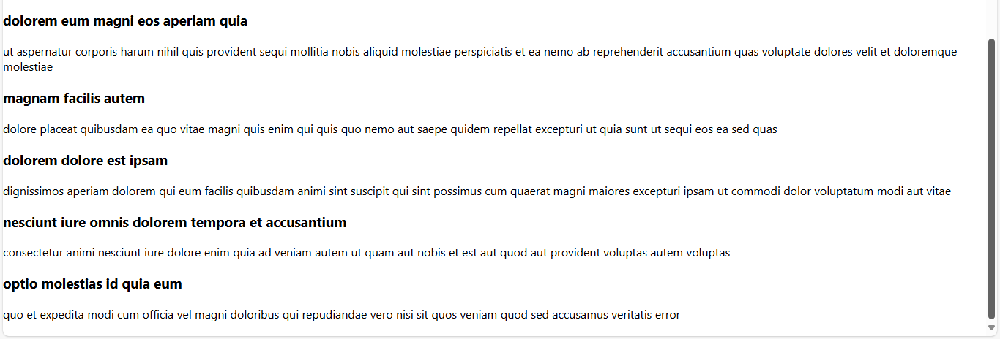 dolorem eum magni eos aperiam quia
ut aspernatur corporis harum nihil quis provident sequi mollitia nobis aliquid molestiae perspiciatis et ea nemo ab reprehenderit accusantium quas voluptate dolores velit et doloremque
molestiae
magnam facilis autem
dolore placeat quibusdam ea quo vitae magni quis enim qui quis quo nemo aut saepe quidem repellat excepturi ut quia sunt ut sequi eos ea sed quas
dolorem dolore est ipsam
dignissimos aperiam dolorem qui eum facilis quibusdam animi sint suscipit qui sint possimus cum quaerat magni maiores excepturi ipsam ut commodi dolor voluptatum modi aut vitae
nesciunt iure omnis dolorem tempora et accusantium
consectetur animi nesciunt iure dolore enim quia ad veniam autem ut quam aut nobis et est aut quod aut provident voluptas autem voluptas
optio molestias id quia eum
quo et expedita modi cum officia vel magni doloribus qui repudiandae vero nisi sit quos veniam quod sed accusamus veritatis error